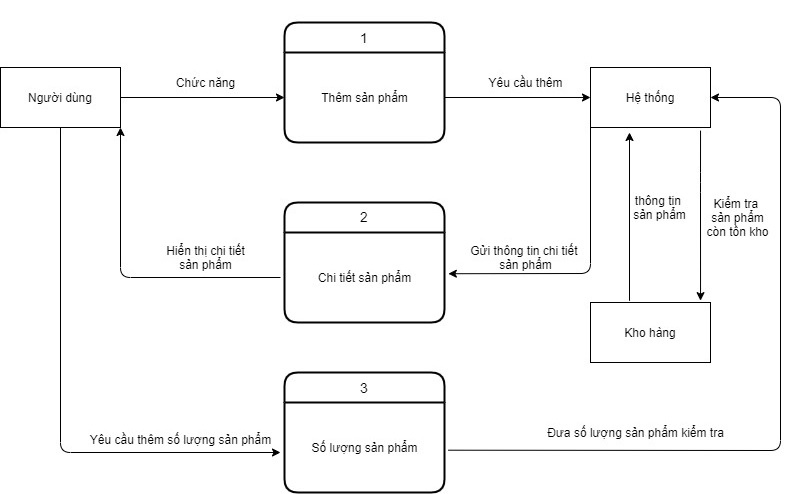 1
Người dùng
Chức năng
Thêm sản phẩm
Yêu cầu thêm
Hệ thống
thông tin
sản phẩm
Kiểm tra
sản phẩm
còn tồn kho
2
Hiển thị chi tiết
sản phẩm
Chi tiết sản phẩm
Gửi thông tin chi tiết
sản phẩm
Kho hàng
3
Yêu cầu thêm số lượng sản phẩm
Số lượng sản phẩm
Đưa số lượng sản phẩm kiểm tra